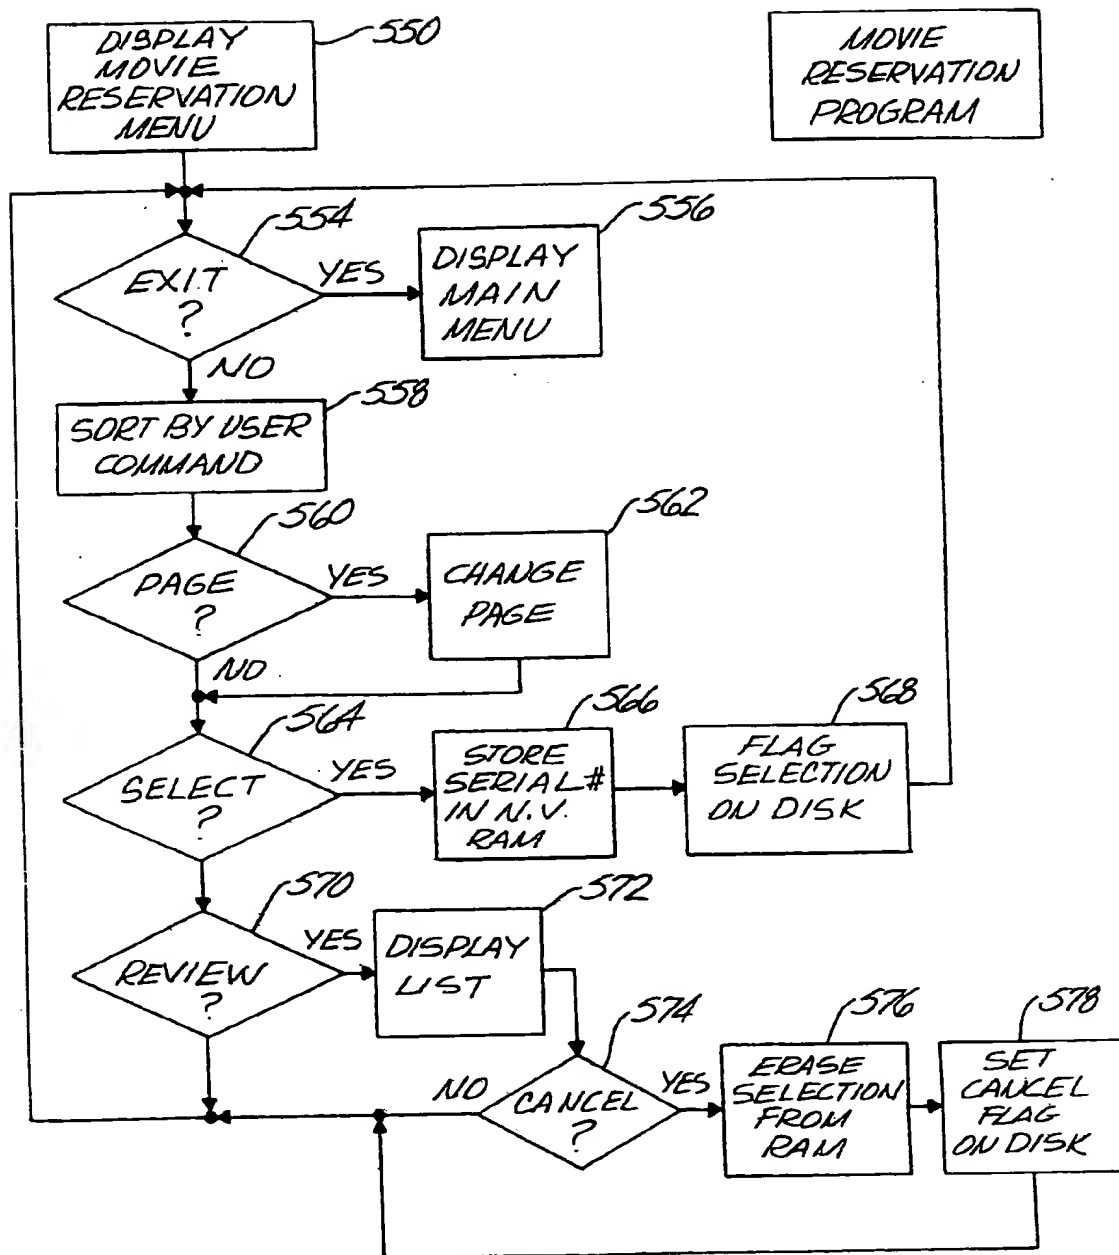 DISPLAY
MOVIE
RESERVATION
MENU
550
MOVIE
RESERVATION
PROGRAM
554
EXIT
?
YES
556
DISPLAY
MAIN
MENU
NO
558
SORT BY USER
COMMAND
560
PAGE
?
YES
562
CHANGE
PAGE
NO
564
SELECT
?
YES
566
STORE
SERIAL #
IN N.V.
RAM
568
FLAG
SELECTION
ON DISK
570
REVIEW
?
YES
572
DISPLAY
LIST
574
CANCEL
?
NO
YES
576
ERASE
SELECTION
FROM
RAM
578
SET
CANCEL
FLAG
ON DISK